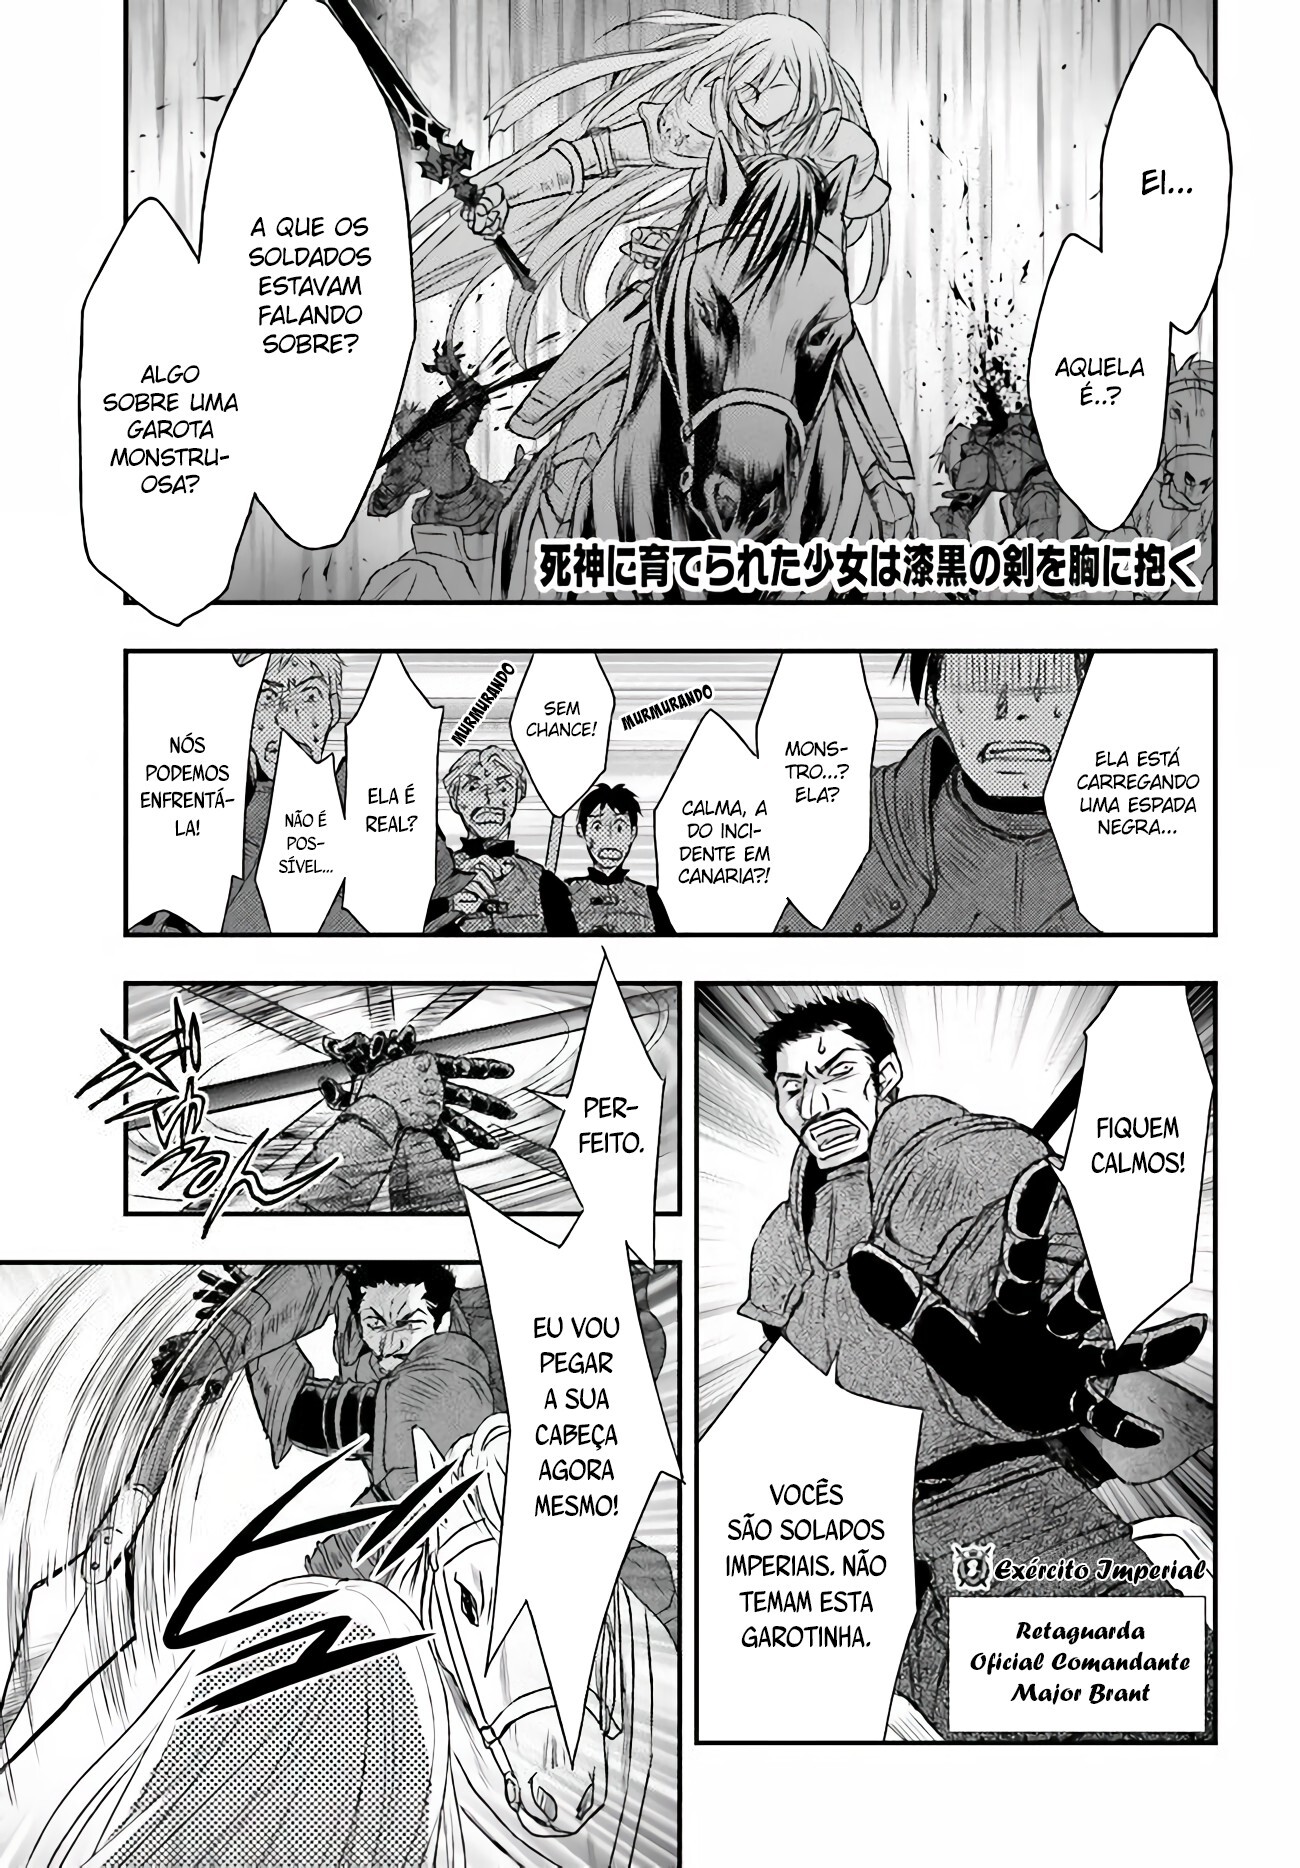 EI...
AQUELA
É..?
A QUE OS
SOLDADOS
ESTAVAM
FALANDO
SOBRE?
ALGO
SOBRE UMA
GAROTA
MONSTRU-
OSA?
死神に育てられた少女は漆黒の剣を胸に抱く
ELA ESTÁ
CARREGANDO
UMA ESPADA
NEGRA...
MONS-
TRO...?
ELA?
CALMA, A
DO INCI-
DENTE EM
CANARIA?!
MURMURANDO
SEM
CHANCE!
MURMURANDO
ELA É
REAL?
NÃO É
POS-
SÍVEL...
NÓS
PODEMOS
ENFRENTÁ-
LA!
FIQUEM
CALMOS!
VOCÊS
SÃO SOLADOS
IMPERIAIS. NÃO
TEMAM ESTA
GAROTINHA.
Exército Imperial
Retaguarda
Oficial Comandante
Major Brant
PER-
FEITO.
EU VOU
PEGAR
A SUA
CABEÇA
AGORA
MESMO!
ビュ